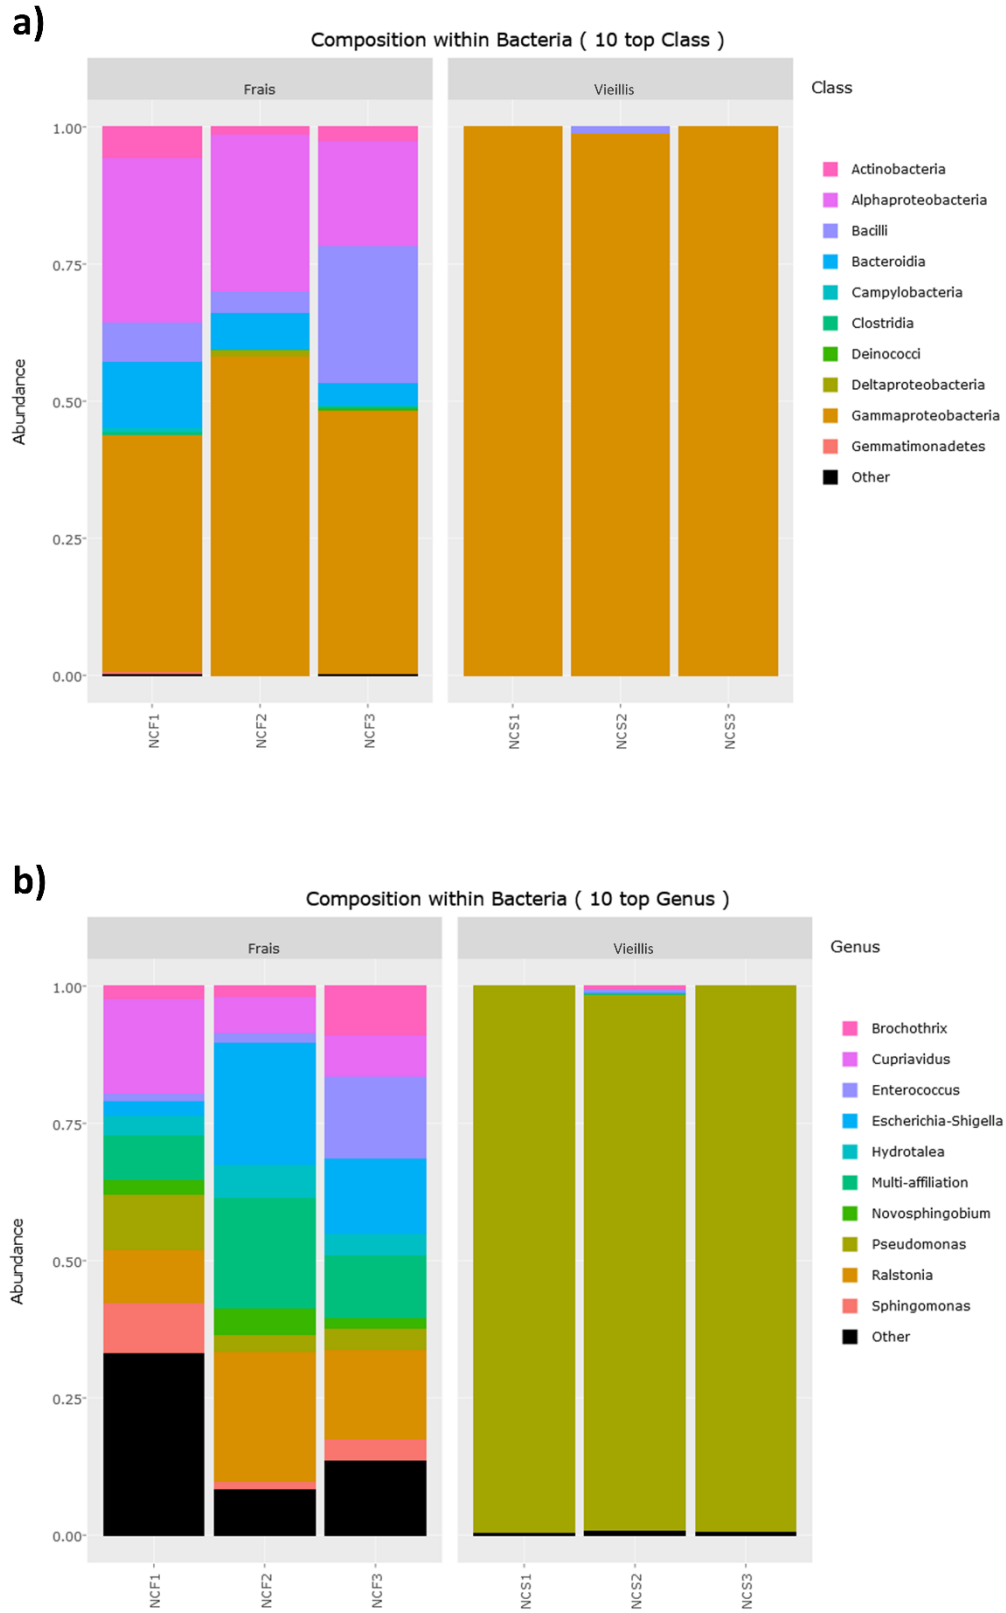 a)
Composition within Bacteria ( 10 top Class )
Frais
Vieillis
Class
Abundance
1.00
0.75
0.50
0.25
0.00
Actinobacteria
Alphaproteobacteria
Bacilli
Bacteroidia
Campylobacteria
Clostridia
Deinococci
Deltaproteobacteria
Gammaproteobacteria
Gemmatimonadetes
Other
NCF1
NCF2
NCF3
NCS1
NCS2
NCS3
b)
Composition within Bacteria ( 10 top Genus )
Frais
Vieillis
Genus
Abundance
1.00
0.75
0.50
0.25
0.00
Brochothrix
Cupriavidus
Enterococcus
Escherichia-Shigella
Hydrotalea
Multi-affiliation
Novosphingobium
Pseudomonas
Ralstonia
Sphingomonas
Other
NCF1
NCF2
NCF3
NCS1
NCS2
NCS3